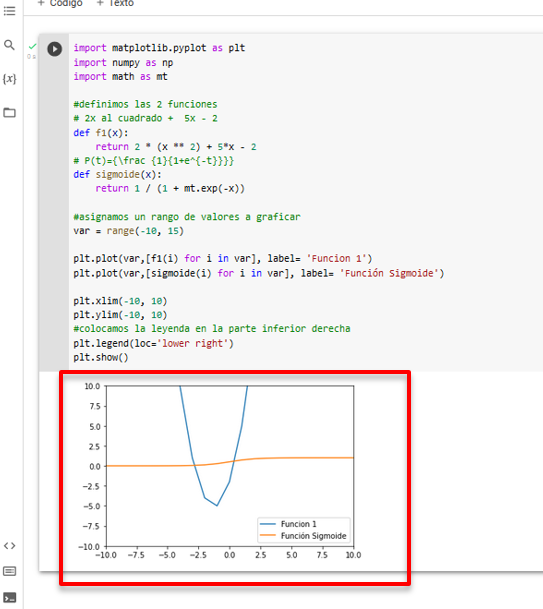 + Código + Texto
{x}
import matplotlib.pyplot as plt
import numpy as np
import math as mt
#definimos las 2 funciones
# 2x al cuadrado + 5x - 2
def f1(x):
return 2 * (x ** 2) + 5*x - 2
# P(t)={\frac {1}{1+e^{-t}}}}
def sigmoide(x):
return 1 / (1 + mt.exp(-x))
#asignamos un rango de valores a graficar
var = range(-10, 15)
plt.plot(var,[f1(i) for i in var], label= 'Funcion 1')
plt.plot(var,[sigmoide(i) for i in var], label= 'Función Sigmoide')
plt.xlim(-10, 10)
plt.ylim(-10, 10)
#colocamos la leyenda en la parte inferior derecha
plt.legend(loc='lower right')
plt.show()
10.0
7.5
5.0
2.5
0.0
−2.5
−5.0
−7.5
−10.0
Funcion 1
Función Sigmoide
−10.0 −7.5 −5.0 −2.5 0.0 2.5 5.0 7.5 10.0